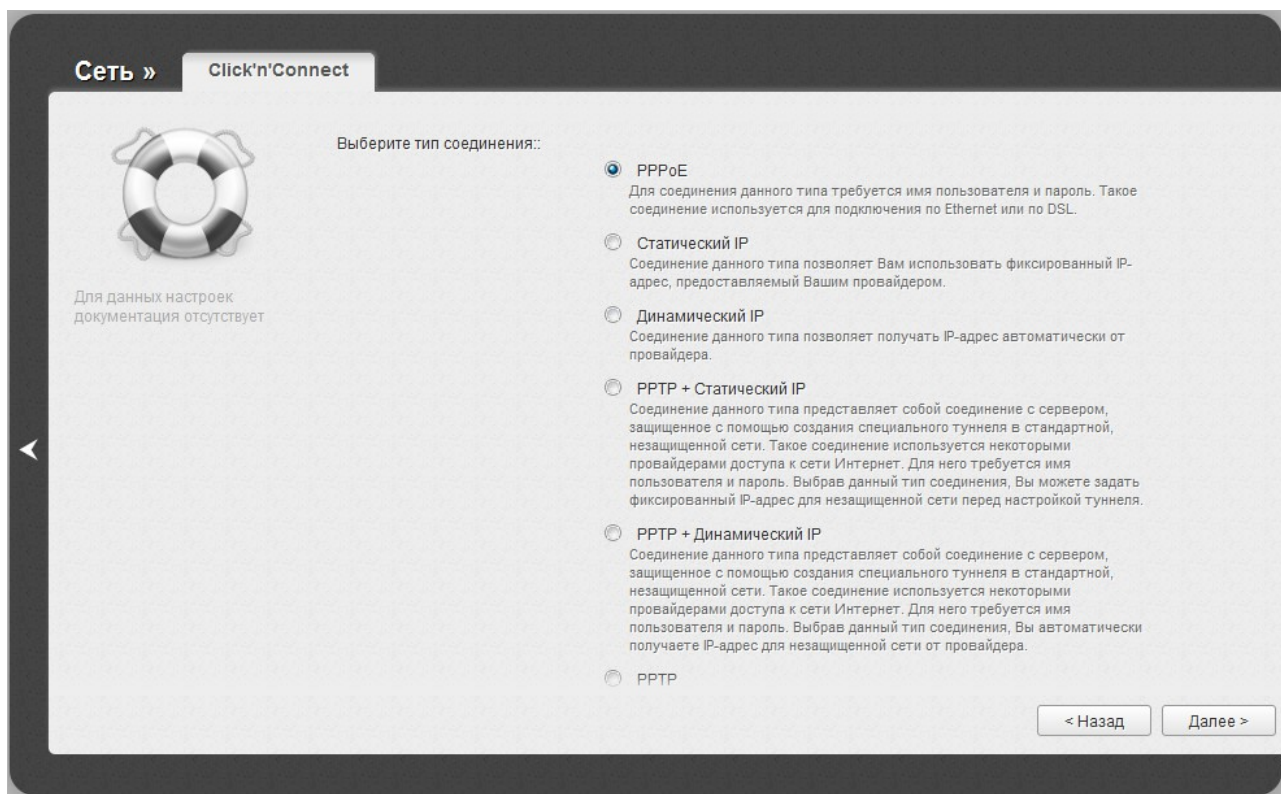 Сеть »
Click'n'Connect
Для данных настроек
документация отсутствует
Выберите тип соединения::
PPPoE
Для соединения данного типа требуется имя пользователя и пароль. Такое
соединение используется для подключения по Ethernet или по DSL.
Статический IP
Соединение данного типа позволяет Вам использовать фиксированный IP-
адрес, предоставляемый Вашим провайдером.
Динамический IP
Соединение данного типа позволяет получать IP-адрес автоматически от
провайдера.
PPTP + Статический IP
Соединение данного типа представляет собой соединение с сервером,
защищенное с помощью создания специального туннеля в стандартной,
незащищенной сети. Такое соединение используется некоторыми
провайдерами доступа к сети Интернет. Для него требуется имя
пользователя и пароль. Выбрав данный тип соединения, Вы можете задать
фиксированный IP-адрес для незащищенной сети перед настройкой туннеля.
PPTP + Динамический IP
Соединение данного типа представляет собой соединение с сервером,
защищенное с помощью создания специального туннеля в стандартной,
незащищенной сети. Такое соединение используется некоторыми
провайдерами доступа к сети Интернет. Для него требуется имя
пользователя и пароль. Выбрав данный тип соединения, Вы автоматически
получаете IP-адрес для незащищенной сети от провайдера.
PPTP
< Назад
Далее >